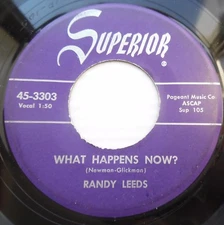 SUPERIOR
®
45-3303
Vocal 1:50
Pageant Music Co
ASCAP
Sup 105
WHAT HAPPENS NOW?
(Newman-Glickman)
RANDY LEEDS